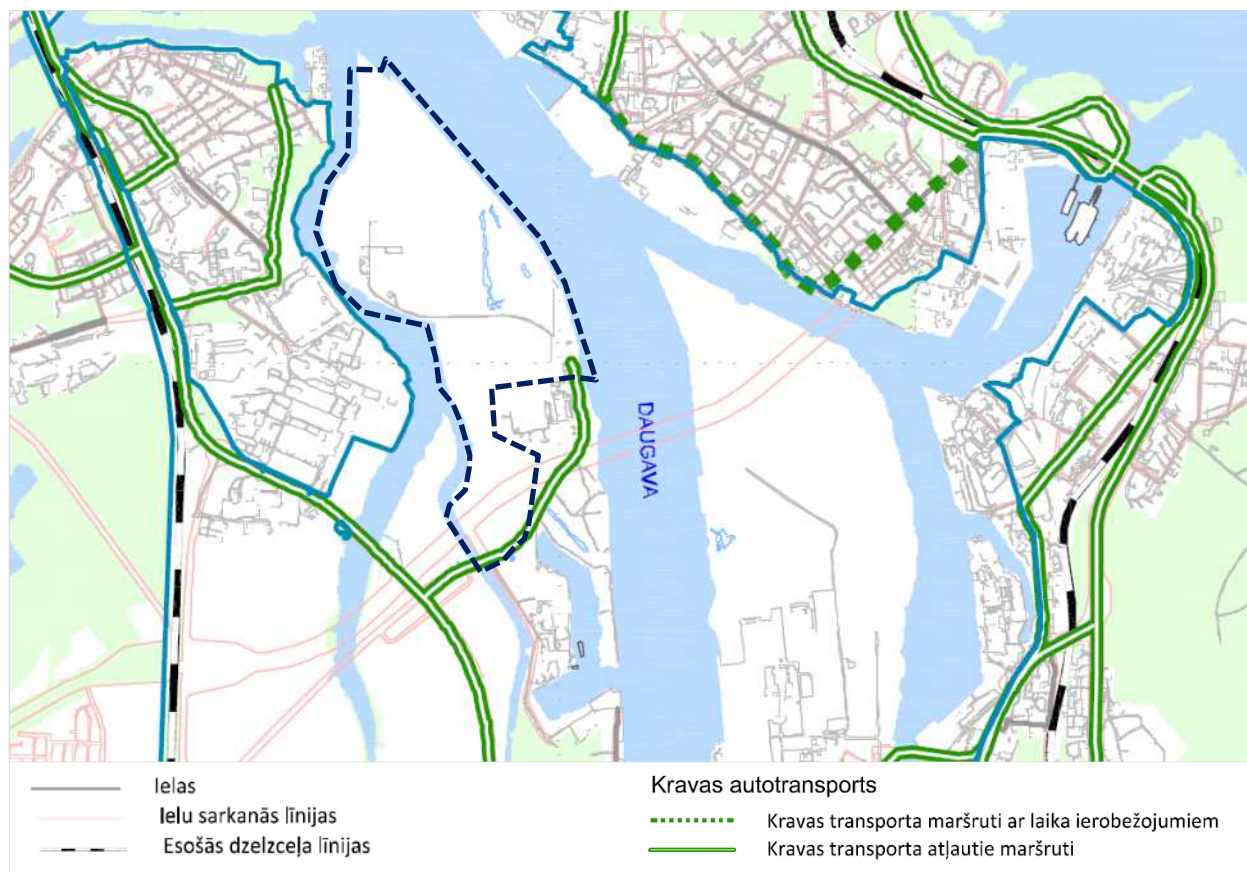 DAUGAVA
Ielas
Ielu sarkanās līnijas
Esošās dzelzceļa līnijas
Kravas autotransports
Kravas transporta maršruti ar laika ierobežojumiem
Kravas transporta atļautie maršruti